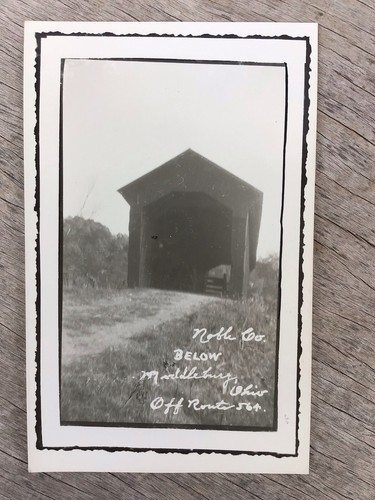 Noble Co.
BELOW
Middleburg,
Ohio
Off Route 564.